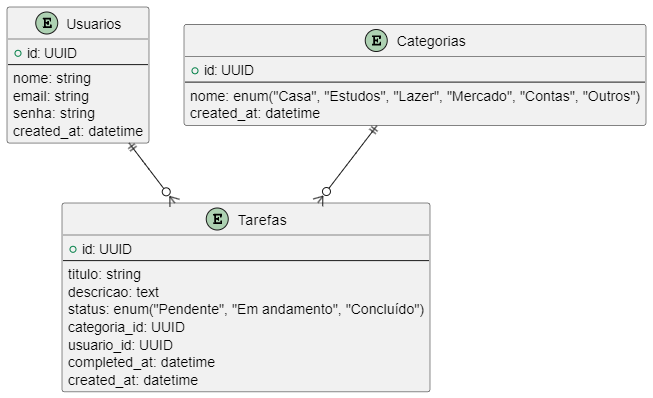 E Usuarios
id: UUID
nome: string
email: string
senha: string
created_at: datetime
E Categorias
id: UUID
nome: enum("Casa", "Estudos", "Lazer", "Mercado", "Contas", "Outros")
created_at: datetime
E Tarefas
id: UUID
titulo: string
descricao: text
status: enum("Pendente", "Em andamento", "Concluído")
categoria_id: UUID
usuario_id: UUID
completed_at: datetime
created_at: datetime